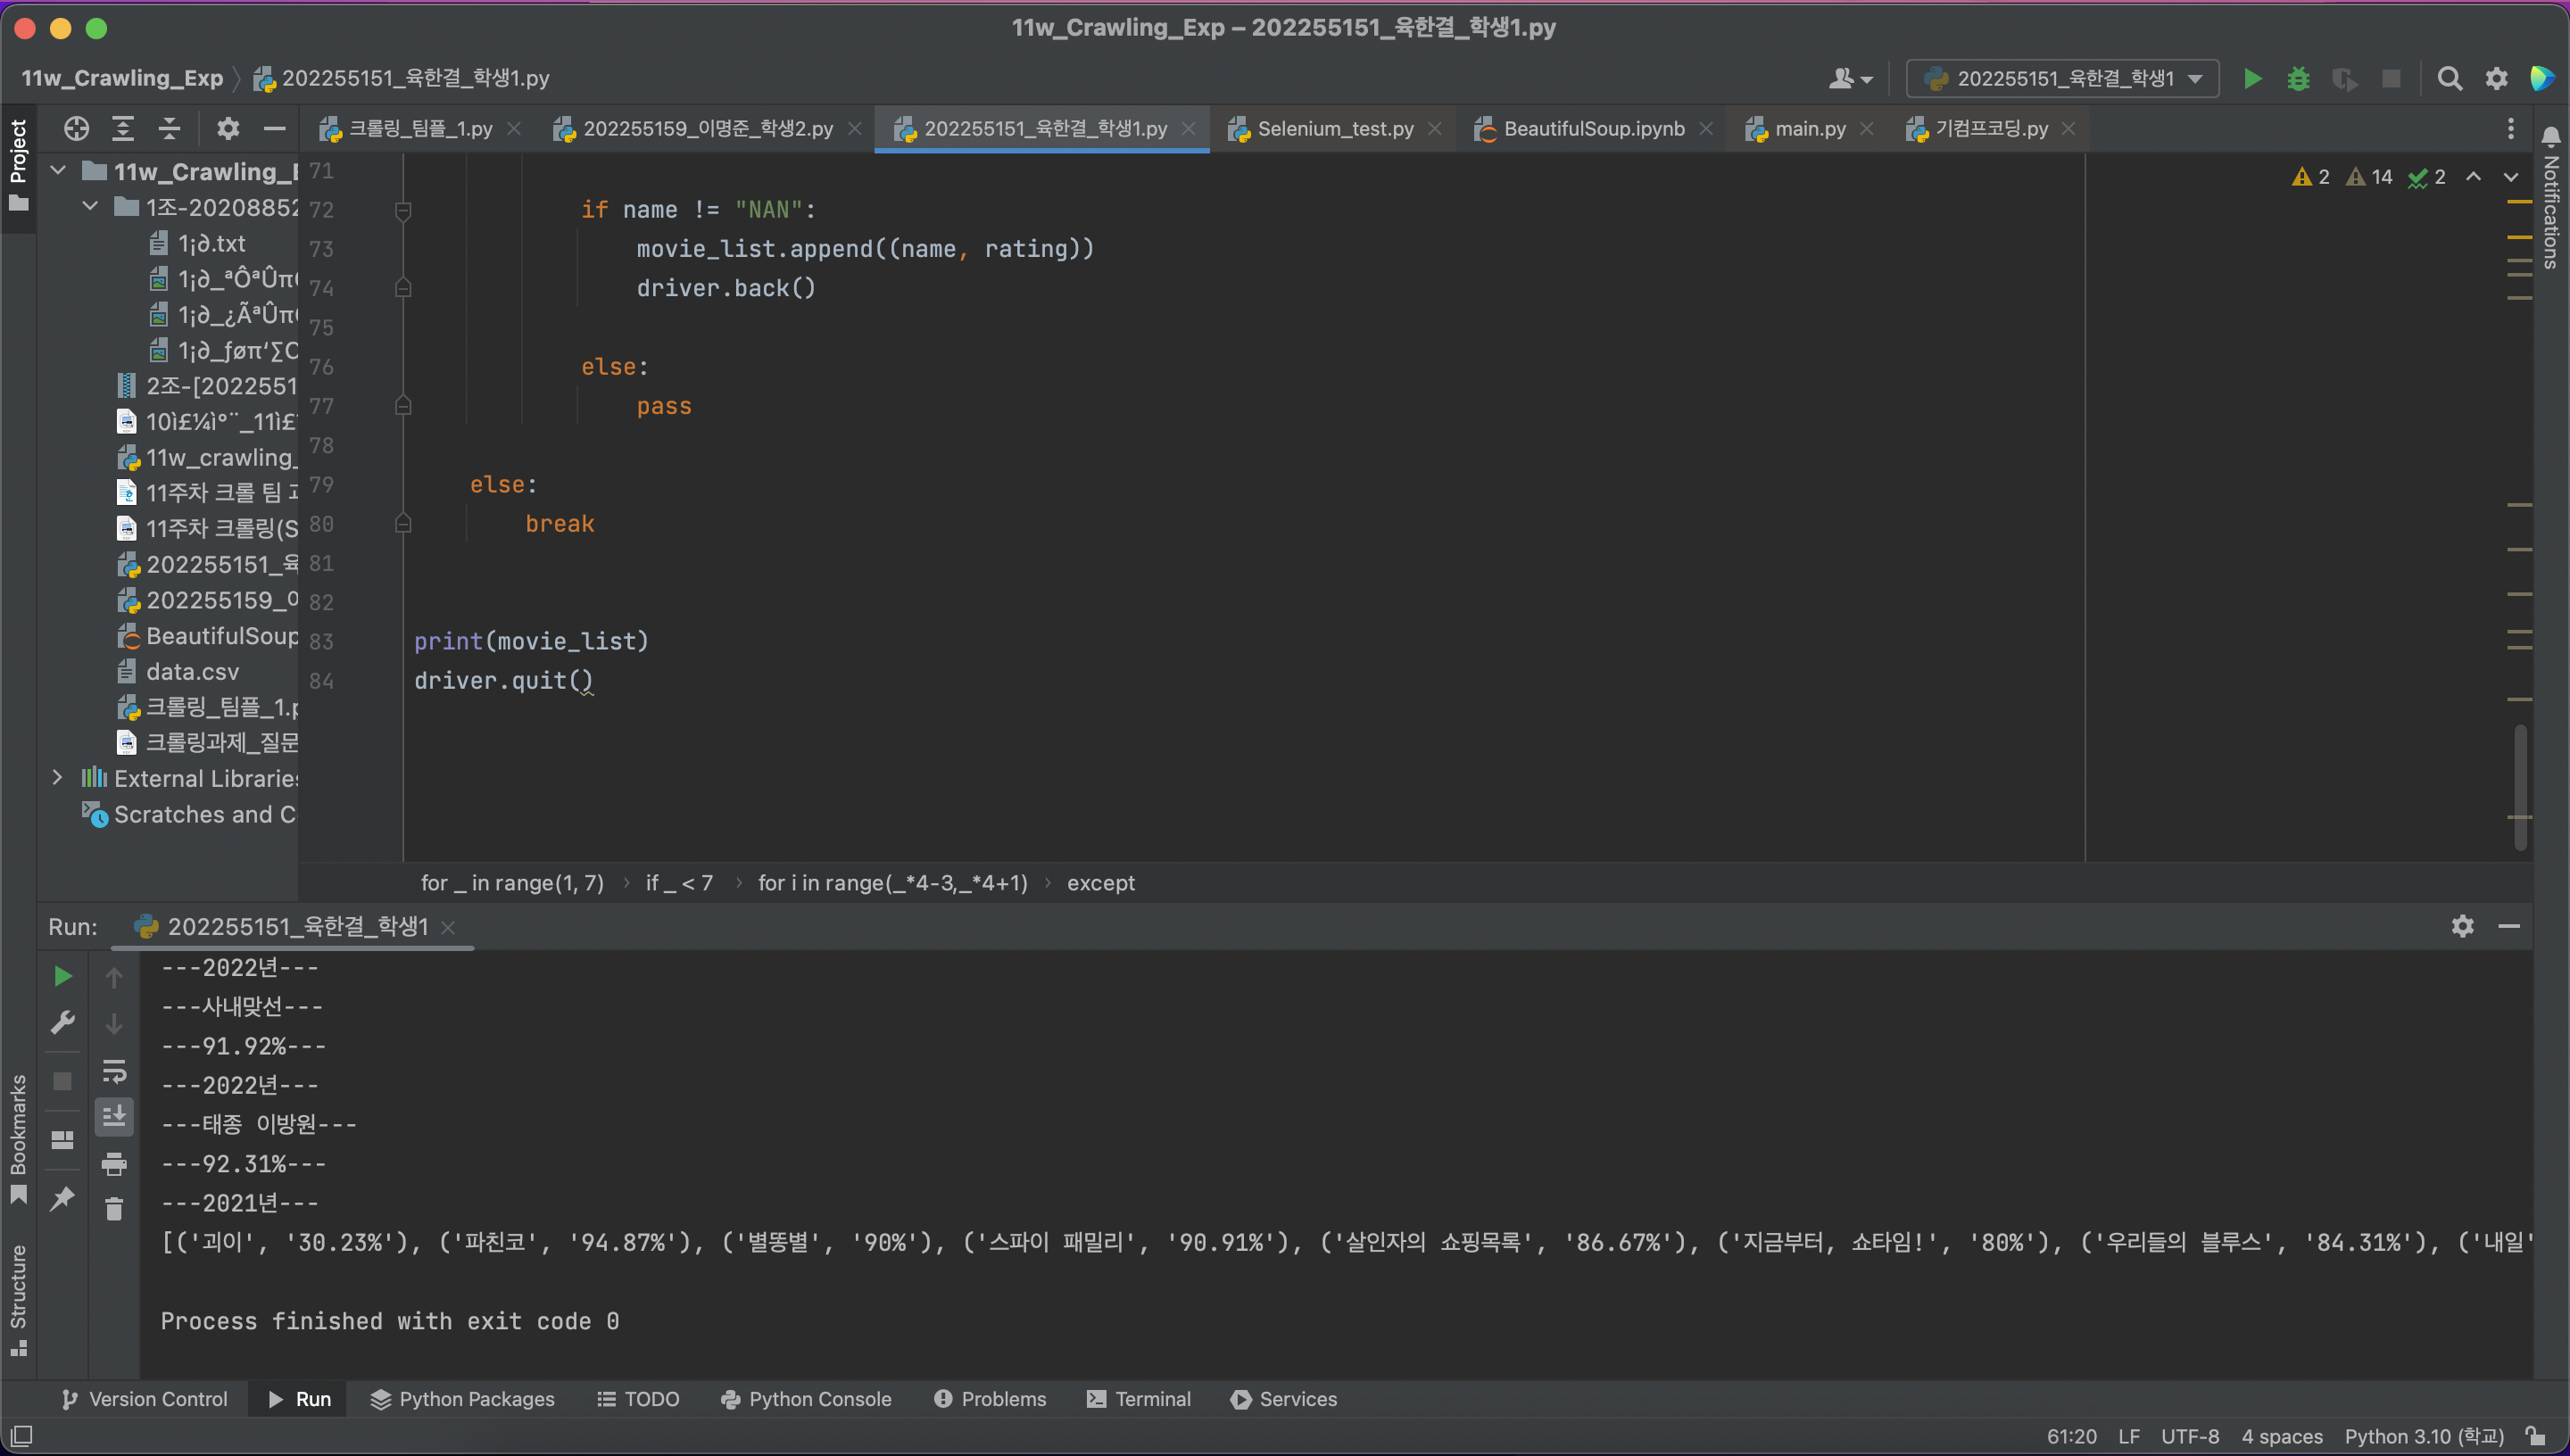 11w_Crawling_Exp – 202255151_육한결_학생1.py
11w_Crawling_Exp 202255151_육한결_학생1.py
202255151_육한결_학생1
Project
크롤링_팀플_1.py
202255159_이명준_학생2.py
202255151_육한결_학생1.py
Selenium_test.py
BeautifulSoup.ipynb
main.py
기컴프코딩.py
Notifications
2 14 2
11w_Crawling_E
1조-20208852
1¡∂.txt
1¡∂_ªÔªÛπ
1¡∂_¿ÃªÛπ
1¡∂_ƒøπ‘∑
2조-[2022551
10ì£¼ì°¨_11ì£
11w_crawling_
11주차 크롤 팀
11주차 크롤링(S
202255151_육
202255159_이
BeautifulSoup
data.csv
크롤링_팀플_1.p
크롤링과제_질문
External Libraries
Scratches and C
71
72 if name != "NAN":
73 movie_list.append((name, rating))
74 driver.back()
75
76 else:
77 pass
78
79 else:
80 break
81
82
83 print(movie_list)
84 driver.quit()
for _ in range(1, 7) › if _ < 7 › for i in range(_*4-3,_*4+1) › except
Run: 202255151_육한결_학생1
---2022년---
---사내맞선---
---91.92%---
---2022년---
---태종 이방원---
---92.31%---
---2021년---
[('괴이', '30.23%'), ('파친코', '94.87%'), ('별똥별', '90%'), ('스파이 패밀리', '90.91%'), ('살인자의 쇼핑목록', '86.67%'), ('지금부터, 쇼타임!', '80%'), ('우리들의 블루스', '84.31%'), ('내일'
Process finished with exit code 0
Bookmarks
Structure
Version Control
Run
Python Packages
TODO
Python Console
Problems
Terminal
Services
61:20 LF UTF-8 4 spaces Python 3.10 (학교)